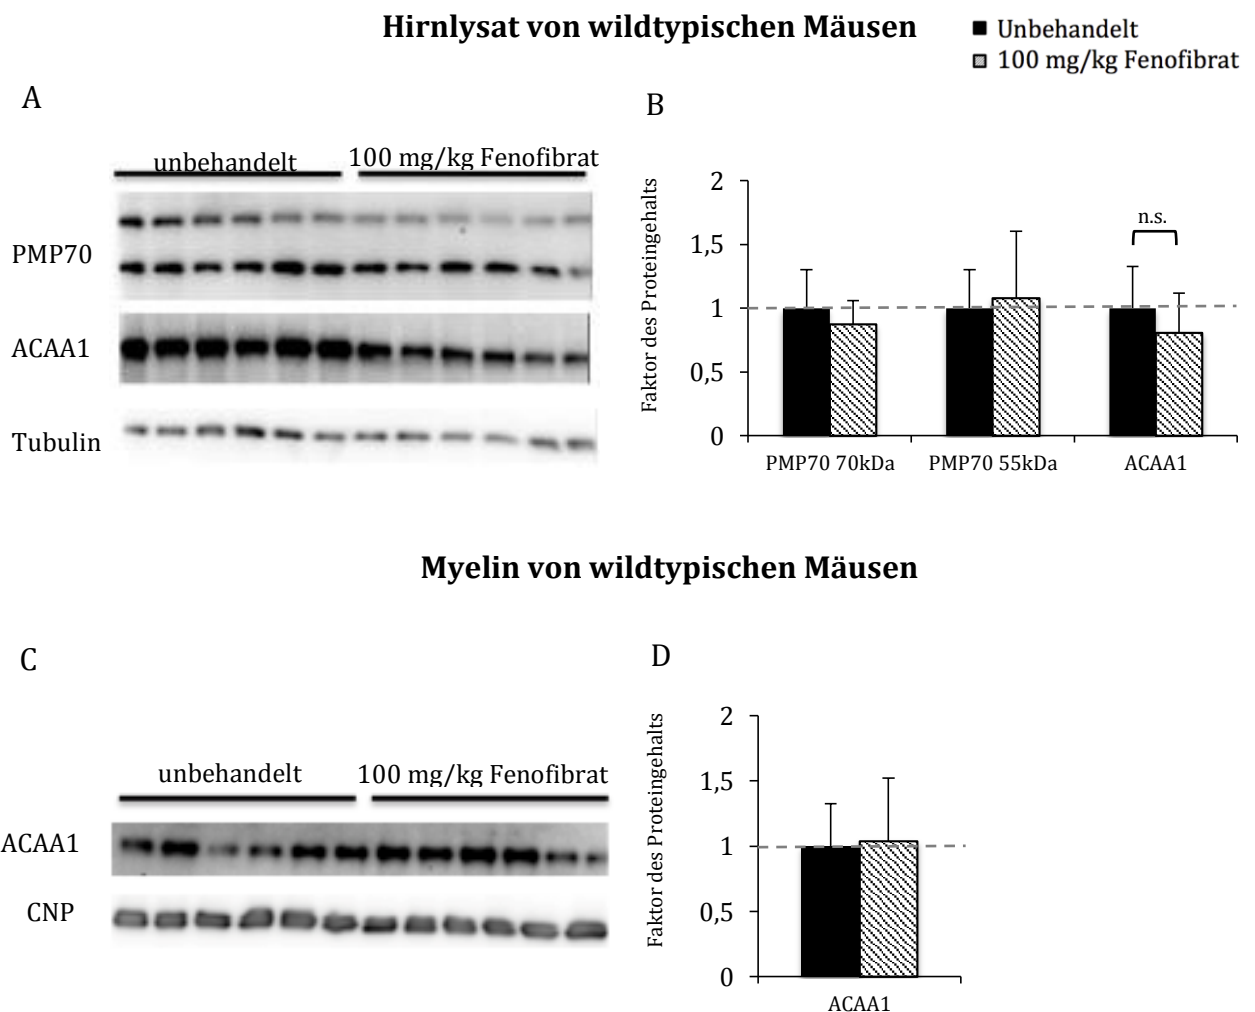 Hirnlysat von wildtypischen Mäusen
Unbehandelt
100 mg/kg Fenofibrat
A
unbehandelt
100 mg/kg Fenofibrat
PMP70
ACAA1
Tubulin
B
Faktor des Proteingehalts
2
1,5
1
0,5
0
n.s.
PMP70 70kDa
PMP70 55kDa
ACAA1
Myelin von wildtypischen Mäusen
C
unbehandelt
100 mg/kg Fenofibrat
ACAA1
CNP
D
Faktor des Proteingehalts
2
1,5
1
0,5
0
ACAA1